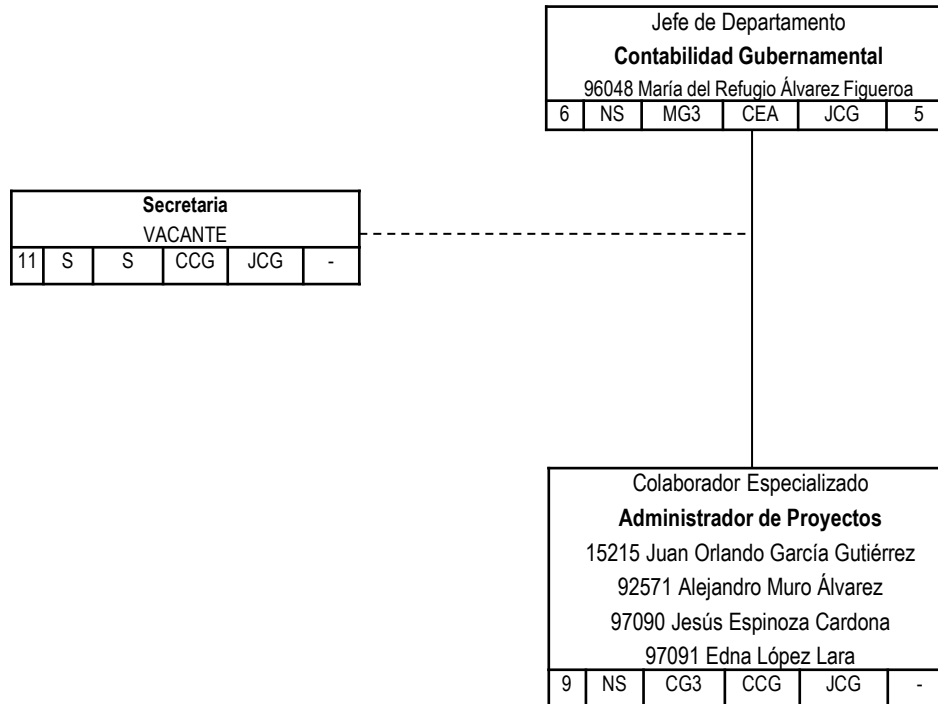 Jefe de Departamento
Contabilidad Gubernamental
96048 María del Refugio Álvarez Figueroa
6 NS MG3 CEA JCG 5
Secretaria
VACANTE
11 S S CCG JCG -
Colaborador Especializado
Administrador de Proyectos
15215 Juan Orlando García Gutiérrez
92571 Alejandro Muro Álvarez
97090 Jesús Espinoza Cardona
97091 Edna López Lara
9 NS CG3 CCG JCG -